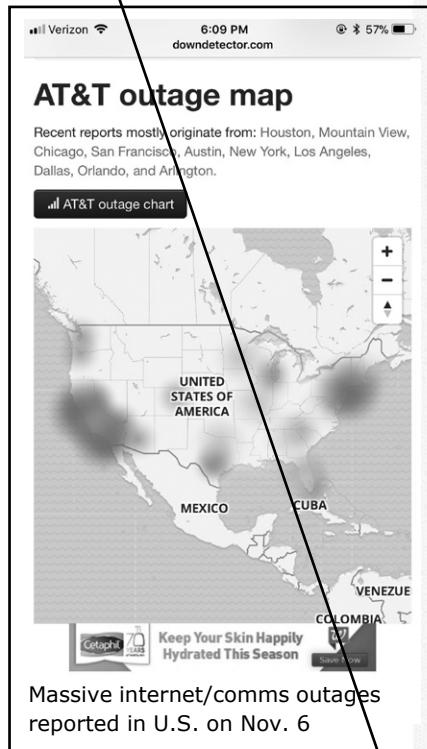 Verizon 6:09 PM 57%
downdetector.com
AT&T outage map
Recent reports mostly originate from: Houston, Mountain View,
Chicago, San Francisco, Austin, New York, Los Angeles,
Dallas, Orlando, and Arlington.
AT&T outage chart
+
−
UNITED
STATES OF
AMERICA
MEXICO
CUBA
VENEZUE
COLOMBIA
Cetaphil 70 YEARS
Keep Your Skin Happily
Hydrated This Season
Save Now
Massive internet/comms outages
reported in U.S. on Nov. 6